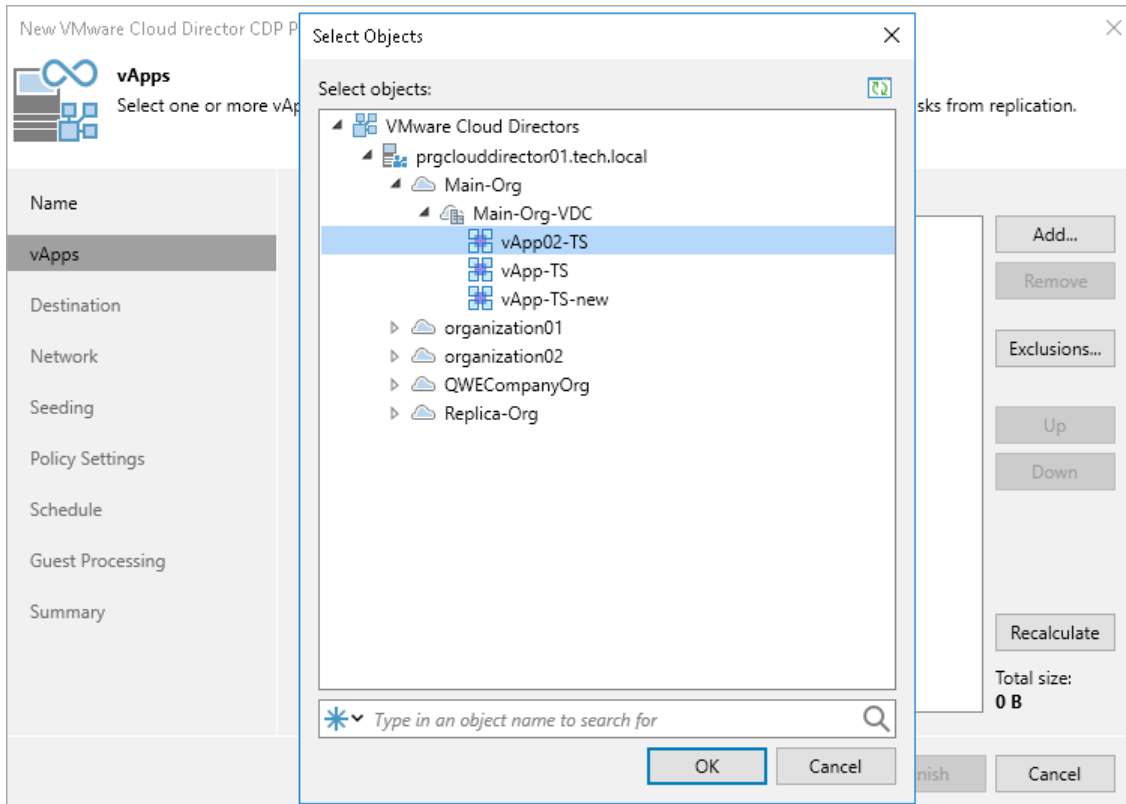 New VMware Cloud Director CDP P
vApps
Select one or more vAp
sks from replication.
Name
vApps
Destination
Network
Seeding
Policy Settings
Schedule
Guest Processing
Summary
Select Objects
Select objects:
VMware Cloud Directors
prgclouddirector01.tech.local
Main-Org
Main-Org-VDC
vApp02-TS
vApp-TS
vApp-TS-new
organization01
organization02
QWECompanyOrg
Replica-Org
Type in an object name to search for
OK
Cancel
Add...
Remove
Exclusions...
Up
Down
Recalculate
Total size:
0 B
nish
Cancel